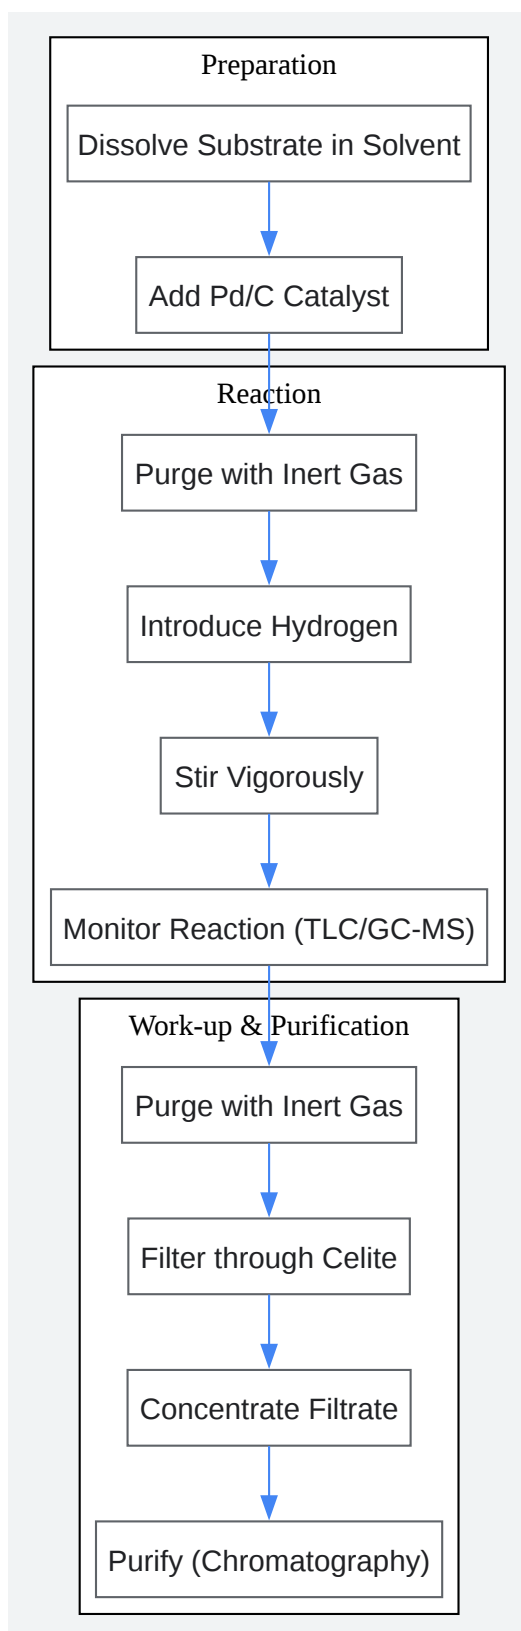 Preparation
Dissolve Substrate in Solvent
Add Pd/C Catalyst
Reaction
Purge with Inert Gas
Introduce Hydrogen
Stir Vigorously
Monitor Reaction (TLC/GC-MS)
Work-up & Purification
Purge with Inert Gas
Filter through Celite
Concentrate Filtrate
Purify (Chromatography)